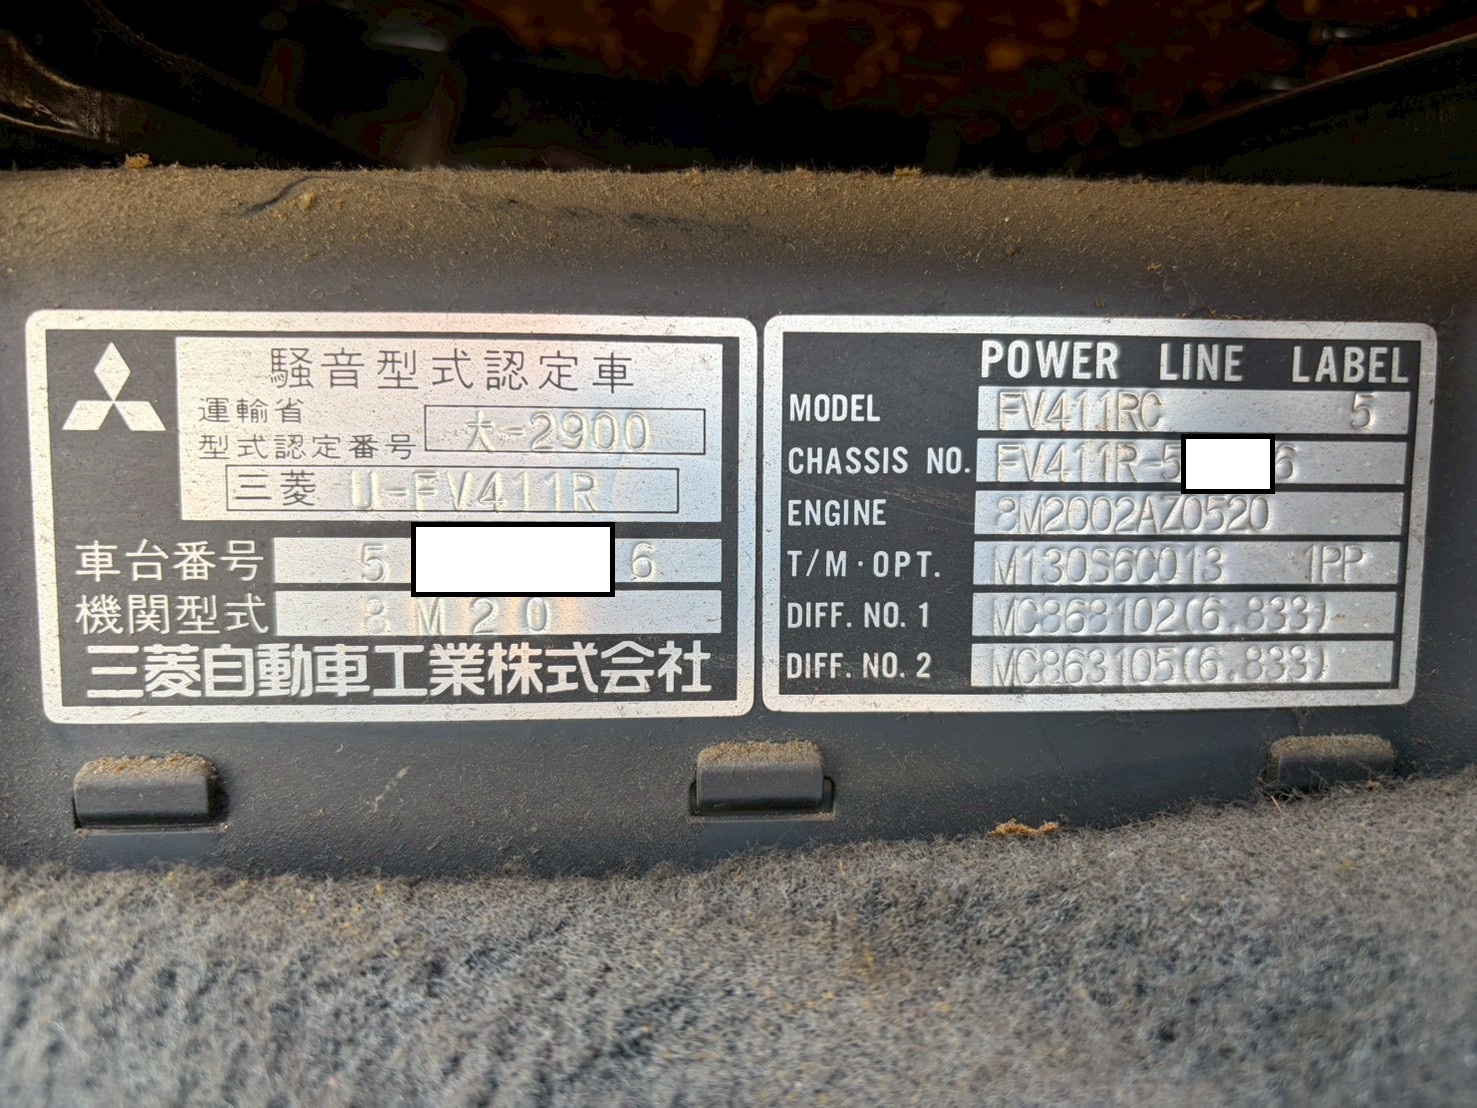 騒音型式認定車
運輸省
型式認定番号 大-2900
三菱 U-FV411R
車台番号 5 6
機関型式 8M20
三菱自動車工業株式会社
POWER LINE LABEL
MODEL FV411RC 5
CHASSIS NO. FV411R-5 6
ENGINE 8M2002AZ0520
T/M·OPT. M130S6C013 1PP
DIFF. NO. 1 MC868102(6.833)
DIFF. NO. 2 MC863105(6.833)